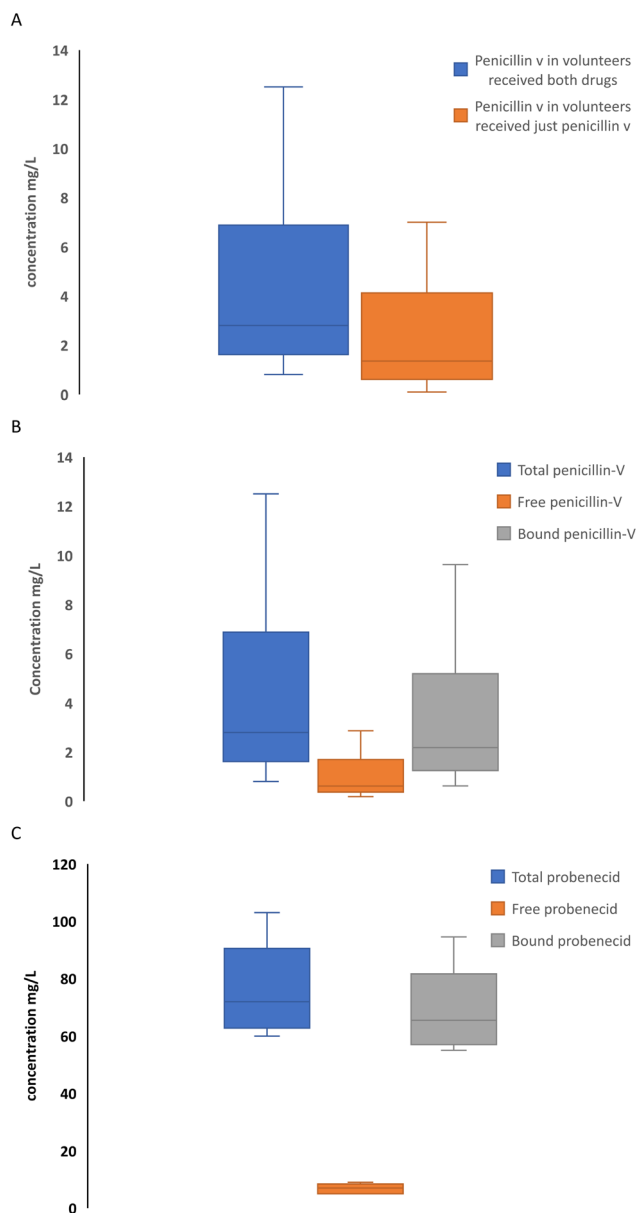 A
14
12
10
8
6
4
2
0
concentration mg/L
Penicillin v in volunteers
received both drugs
Penicillin v in volunteers
received just penicillin v
B
14
12
10
8
6
4
2
0
Concentration mg/L
Total penicillin-V
Free penicillin-V
Bound penicillin-V
C
120
100
80
60
40
20
0
concentration mg/L
Total probenecid
Free probenecid
Bound probenecid